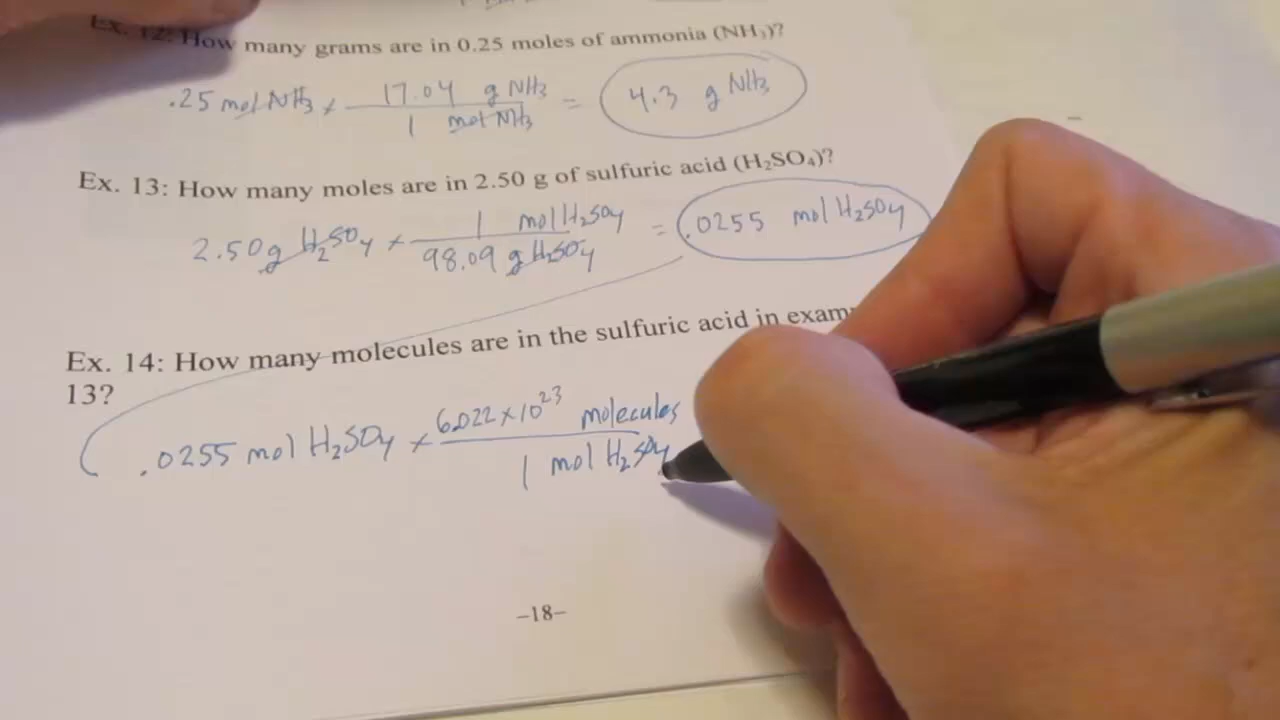 Ex. 12: How many grams are in 0.25 moles of ammonia (NH₃)?
.25 mol NH₃ × 17.04 g NH₃ / 1 mol NH₃ = 4.3 g NH₃
Ex. 13: How many moles are in 2.50 g of sulfuric acid (H₂SO₄)?
2.50 g H₂SO₄ × 1 mol H₂SO₄ / 98.09 g H₂SO₄ = .0255 mol H₂SO₄
Ex. 14: How many molecules are in the sulfuric acid in
13?
.0255 mol H₂SO₄ × 6.022 × 10²³ molecules / 1 mol H₂SO₄
–18–